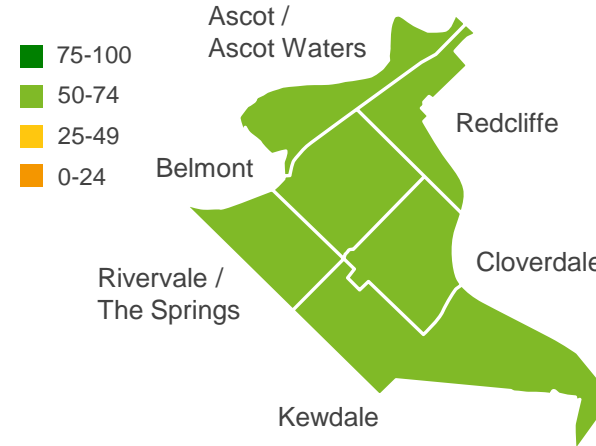 Ascot /
Ascot Waters
75-100
50-74
25-49
0-24
Redcliffe
Belmont
Cloverdale
Rivervale /
The Springs
Kewdale